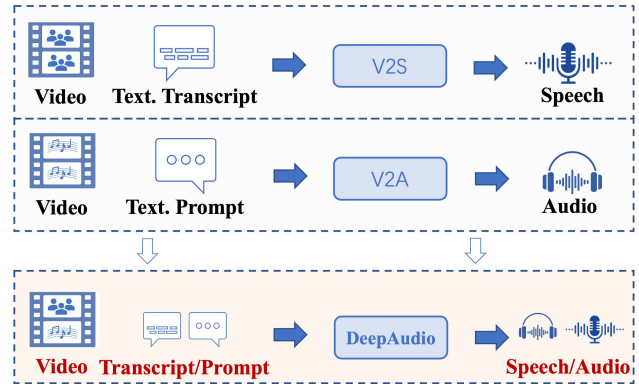 V2S
Video Text. Transcript Speech
V2A
Video Text. Prompt Audio
DeepAudio
Video Transcript/Prompt Speech/Audio